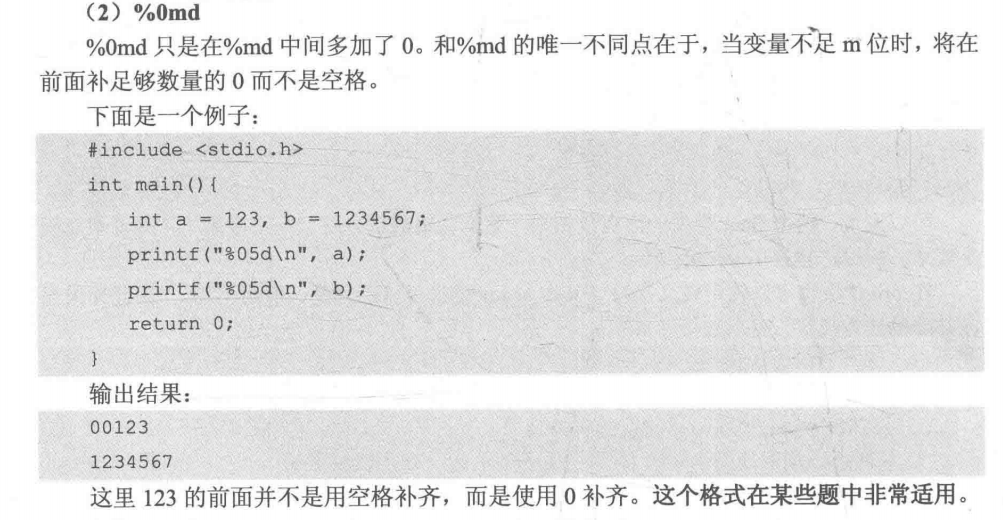 （2）%0md
%0md 只是在%md 中间多加了 0。和%md 的唯一不同点在于，当变量不足 m 位时，将在
前面补足够数量的 0 而不是空格。
下面是一个例子：
#include <stdio.h>
int main(){
int a = 123, b = 1234567;
printf("%05d\n", a);
printf("%05d\n", b);
return 0;
}
输出结果：
00123
1234567
这里 123 的前面并不是用空格补齐，而是使用 0 补齐。这个格式在某些题中非常适用。